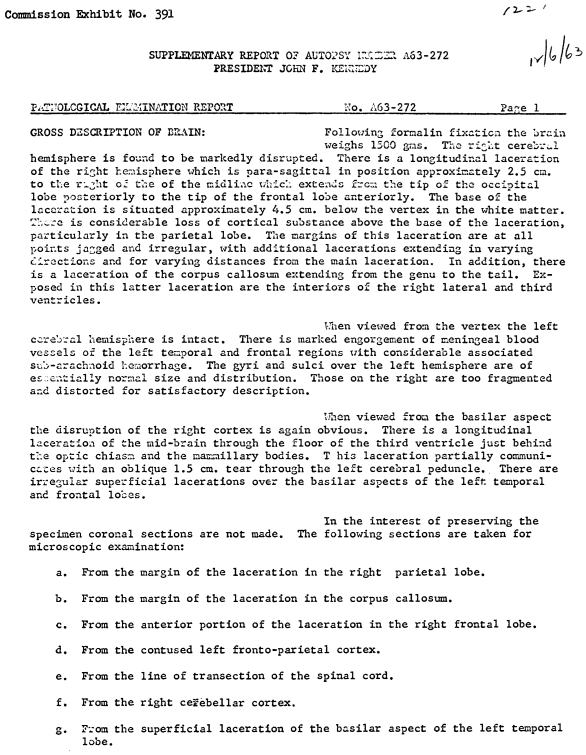 Commission Exhibit No. 391
122
12/6/63
SUPPLEMENTARY REPORT OF AUTOPSY NUMBER A63-272
PRESIDENT JOHN F. KENNEDY
PATHOLOGICAL EXAMINATION REPORT No. A63-272 Page 1
GROSS DESCRIPTION OF BRAIN: Following formalin fixation the brain
weighs 1500 gms. The right cerebral
hemisphere is found to be markedly disrupted. There is a longitudinal laceration
of the right hemisphere which is para-sagittal in position approximately 2.5 cm.
to the right of the of the midline which extends from the tip of the occipital
lobe posteriorly to the tip of the frontal lobe anteriorly. The base of the
laceration is situated approximately 4.5 cm. below the vertex in the white matter.
There is considerable loss of cortical substance above the base of the laceration,
particularly in the parietal lobe. The margins of this laceration are at all
points jagged and irregular, with additional lacerations extending in varying
directions and for varying distances from the main laceration. In addition, there
is a laceration of the corpus callosum extending from the genu to the tail. Ex-
posed in this latter laceration are the interiors of the right lateral and third
ventricles.
When viewed from the vertex the left
cerebral hemisphere is intact. There is marked engorgement of meningeal blood
vessels of the left temporal and frontal regions with considerable associated
sub-arachnoid hemorrhage. The gyri and sulci over the left hemisphere are of
essentially normal size and distribution. Those on the right are too fragmented
and distorted for satisfactory description.
When viewed from the basilar aspect
the disruption of the right cortex is again obvious. There is a longitudinal
laceration of the mid-brain through the floor of the third ventricle just behind
the optic chiasm and the mammillary bodies. T his laceration partially communi-
cates with an oblique 1.5 cm. tear through the left cerebral peduncle. There are
irregular superficial lacerations over the basilar aspects of the left temporal
and frontal lobes.
In the interest of preserving the
specimen coronal sections are not made. The following sections are taken for
microscopic examination:
a. From the margin of the laceration in the right parietal lobe.
b. From the margin of the laceration in the corpus callosum.
c. From the anterior portion of the laceration in the right frontal lobe.
d. From the contused left fronto-parietal cortex.
e. From the line of transection of the spinal cord.
f. From the right cerebellar cortex.
g. From the superficial laceration of the basilar aspect of the left temporal
lobe.